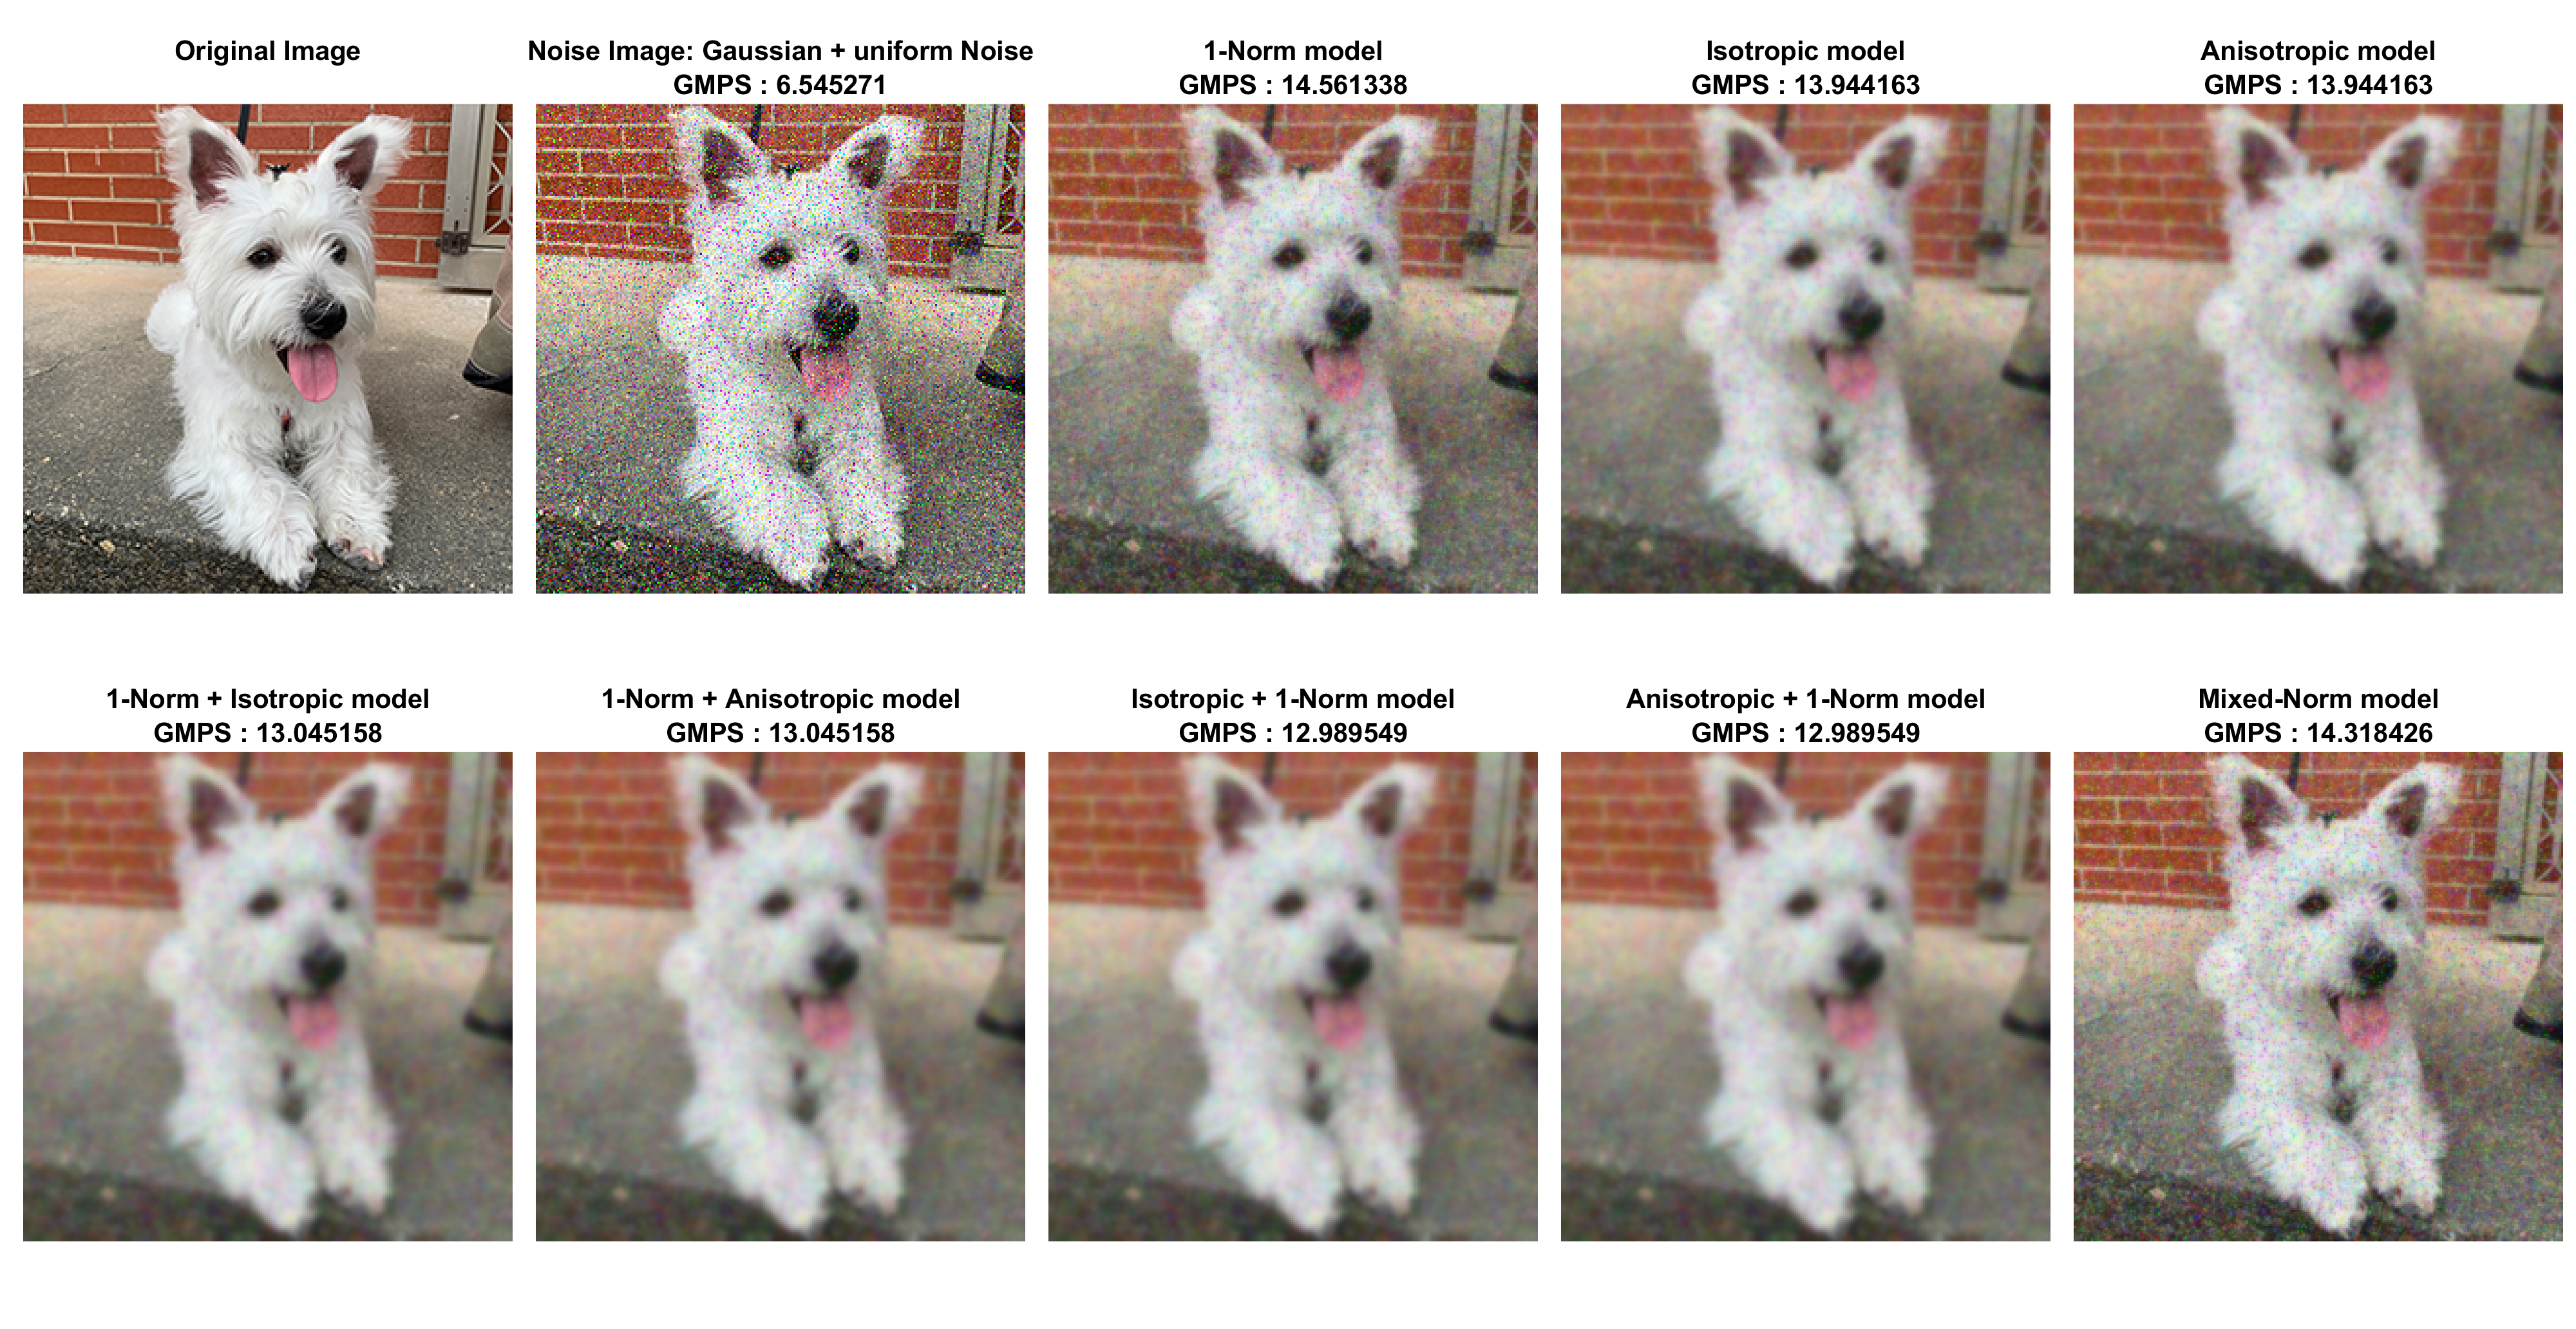 Original Image
Noise Image: Gaussian + uniform Noise
GMPS : 6.545271
1-Norm model
GMPS : 14.561338
Isotropic model
GMPS : 13.944163
Anisotropic model
GMPS : 13.944163
1-Norm + Isotropic model
GMPS : 13.045158
1-Norm + Anisotropic model
GMPS : 13.045158
Isotropic + 1-Norm model
GMPS : 12.989549
Anisotropic + 1-Norm model
GMPS : 12.989549
Mixed-Norm model
GMPS : 14.318426